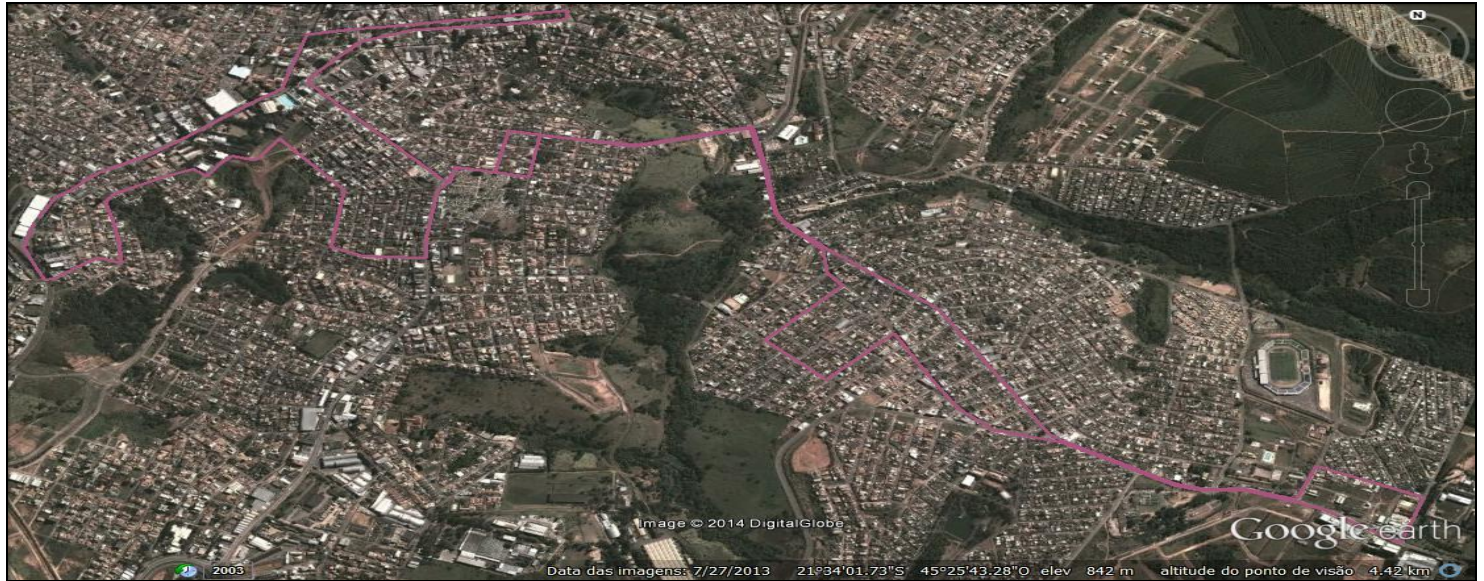 N
Image © 2014 DigitalGlobe
Google earth
2003
Data das imagens: 7/27/2013 21°34'01.73"S 45°25'43.28"O elev 842 m altitude do ponto de visão 4.42 km